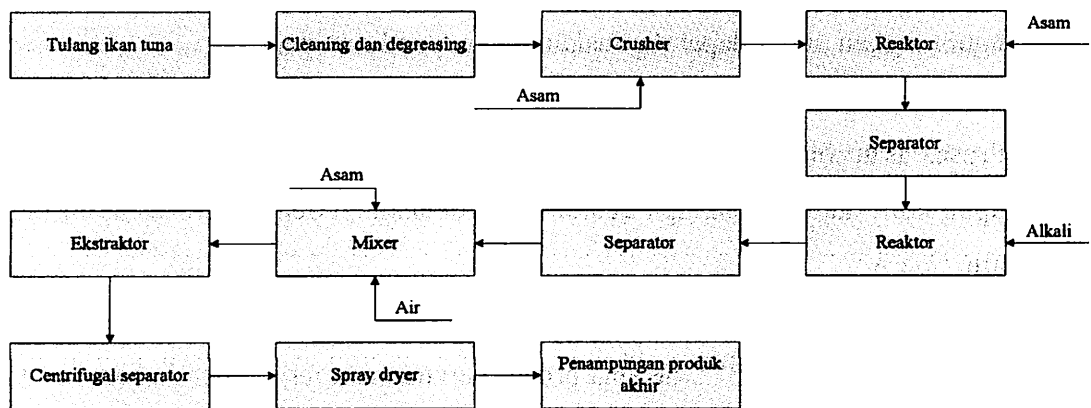 Tulang ikan tuna
Cleaning dan degreasing
Crusher
Reaktor
Asam
Asam
Separator
Asam
Ekstraktor
Mixer
Separator
Reaktor
Alkali
Air
Centrifugal separator
Spray dryer
Penampungan produk
akhir